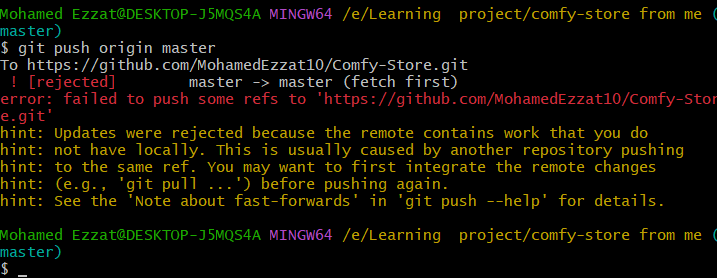 Mohamed Ezzat@DESKTOP-J5MQS4A MINGW64 /e/Learning  project/comfy-store from me (
master)
$ git push origin master
To https://github.com/MohamedEzzat10/Comfy-Store.git
 ! [rejected]        master -> master (fetch first)
error: failed to push some refs to 'https://github.com/MohamedEzzat10/Comfy-Stor
e.git'
hint: Updates were rejected because the remote contains work that you do
hint: not have locally. This is usually caused by another repository pushing
hint: to the same ref. You may want to first integrate the remote changes
hint: (e.g., 'git pull ...') before pushing again.
hint: See the 'Note about fast-forwards' in 'git push --help' for details.
Mohamed Ezzat@DESKTOP-J5MQS4A MINGW64 /e/Learning  project/comfy-store from me (
master)
$ _